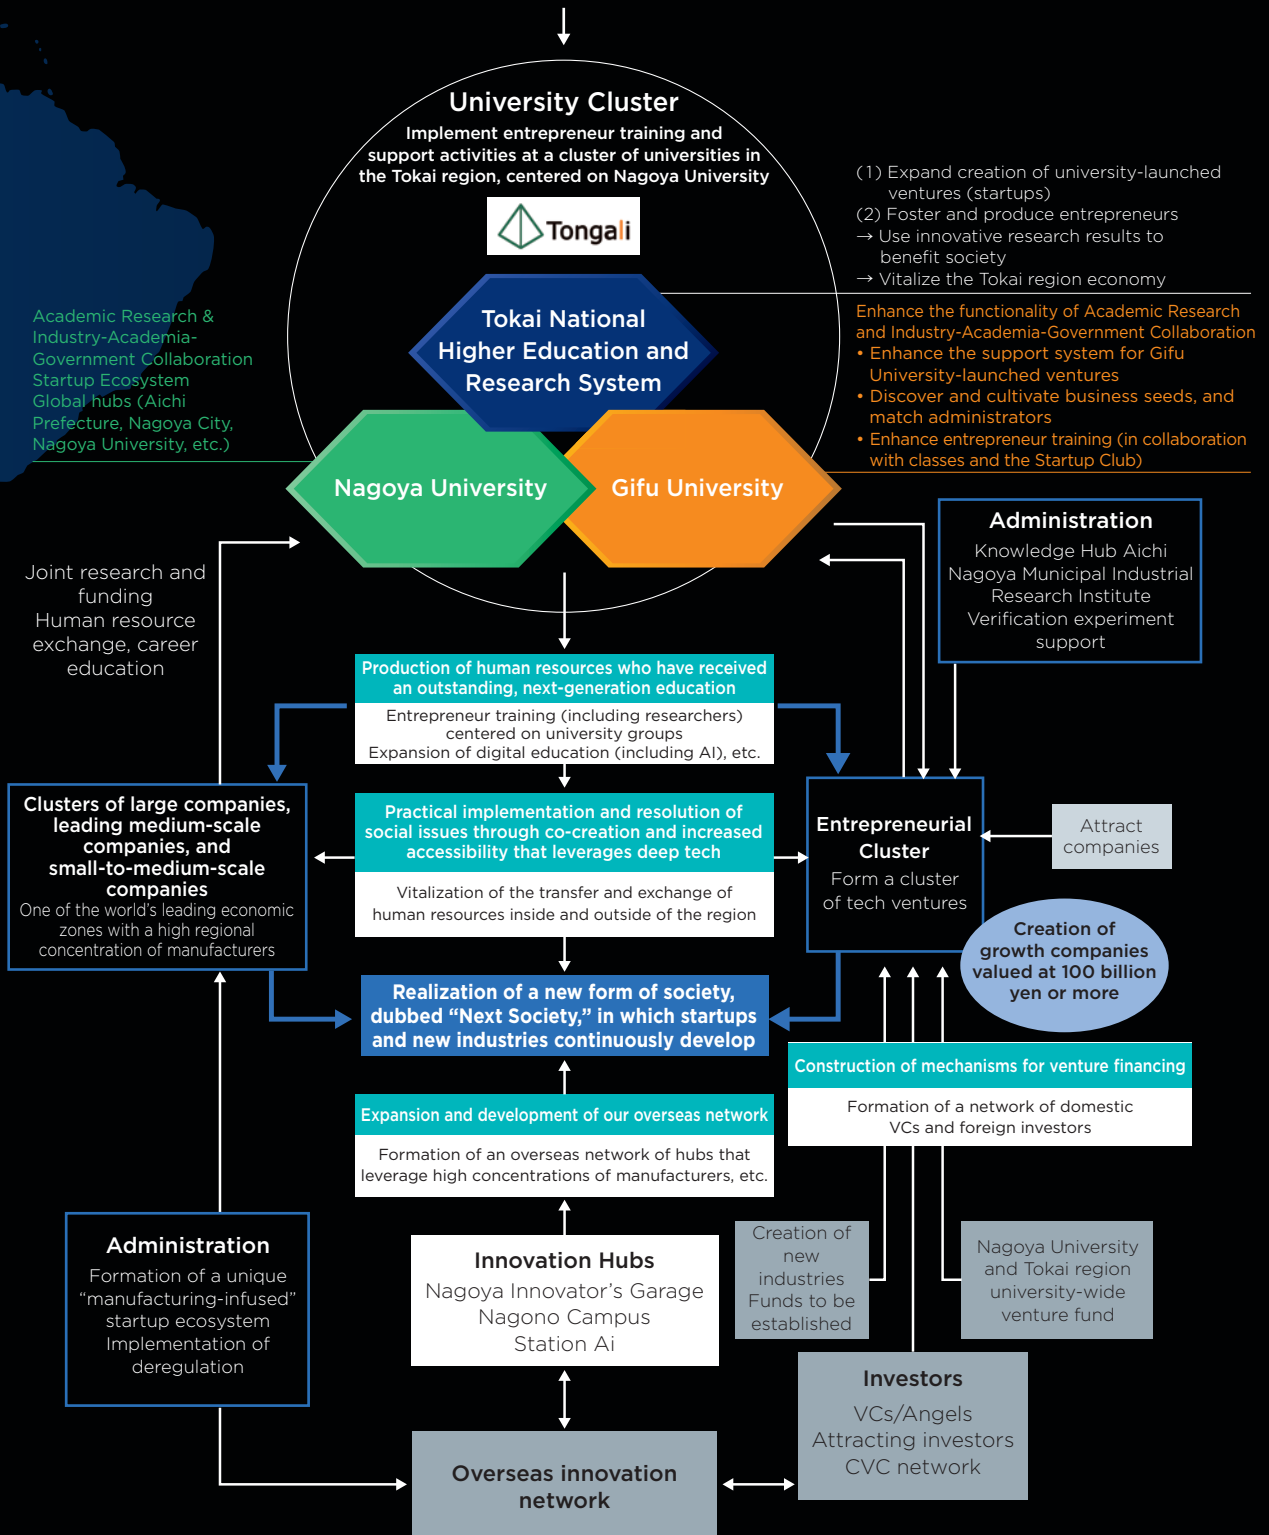 University Cluster
Implement entrepreneur training and
support activities at a cluster of universities in
the Tokai region, centered on Nagoya University
Tongali
(1) Expand creation of university-launched
ventures (startups)
(2) Foster and produce entrepreneurs
→ Use innovative research results to
benefit society
→ Vitalize the Tokai region economy
Tokai National
Higher Education and
Research System
Academic Research &
Industry-Academia-
Government Collaboration
Startup Ecosystem
Global hubs (Aichi
Prefecture, Nagoya City,
Nagoya University, etc.)
Enhance the functionality of Academic Research
and Industry-Academia-Government Collaboration
• Enhance the support system for Gifu
University-launched ventures
• Discover and cultivate business seeds, and
match administrators
• Enhance entrepreneur training (in collaboration
with classes and the Startup Club)
Nagoya University
Gifu University
Administration
Knowledge Hub Aichi
Nagoya Municipal Industrial
Research Institute
Verification experiment
support
Joint research and
funding
Human resource
exchange, career
education
Production of human resources who have received
an outstanding, next-generation education
Entrepreneur training (including researchers)
centered on university groups
Expansion of digital education (including AI), etc.
Clusters of large companies,
leading medium-scale
companies, and
small-to-medium-scale
companies
One of the world's leading economic
zones with a high regional
concentration of manufacturers
Practical implementation and resolution of
social issues through co-creation and increased
accessibility that leverages deep tech
Vitalization of the transfer and exchange of
human resources inside and outside of the region
Entrepreneurial
Cluster
Form a cluster
of tech ventures
Attract
companies
Creation of
growth companies
valued at 100 billion
yen or more
Realization of a new form of society,
dubbed “Next Society,” in which startups
and new industries continuously develop
Construction of mechanisms for venture financing
Formation of a network of domestic
VCs and foreign investors
Expansion and development of our overseas network
Formation of an overseas network of hubs that
leverage high concentrations of manufacturers, etc.
Administration
Formation of a unique
“manufacturing-infused”
startup ecosystem
Implementation of
deregulation
Innovation Hubs
Nagoya Innovator's Garage
Nagono Campus
Station Ai
Creation of
new
industries
Funds to be
established
Nagoya University
and Tokai region
university-wide
venture fund
Investors
VCs/Angels
Attracting investors
CVC network
Overseas innovation
network